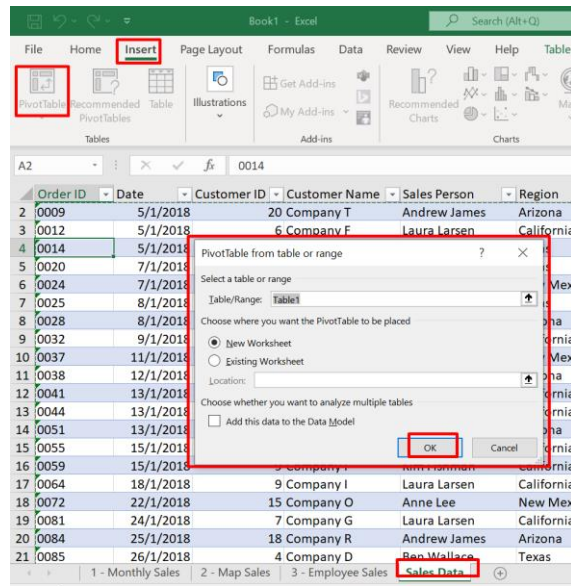 Book1 - Excel
Search (Alt+Q)
File Home Insert Page Layout Formulas Data Review View Help Table
PivotTable Recommended PivotTables Table
Tables
Illustrations
Get Add-ins
My Add-ins
Add-ins
Recommended Charts
Charts
A2 fx 0014
Order ID Date Customer ID Customer Name Sales Person Region
2 0009 5/1/2018 20 Company T Andrew James Arizona
3 0012 5/1/2018 6 Company F Laura Larsen California
4 0014 5/1/2018
5 0020 7/1/2018
6 0024 7/1/2018
7 0025 8/1/2018
8 0028 8/1/2018
9 0032 9/1/2018
10 0037 11/1/2018
11 0038 12/1/2018
12 0041 13/1/2018
13 0044 13/1/2018
14 0051 13/1/2018
15 0055 15/1/2018
16 0059 15/1/2018 California
17 0064 18/1/2018 9 Company I Laura Larsen California
18 0072 22/1/2018 15 Company O Anne Lee New Mex
19 0081 24/1/2018 7 Company G Laura Larsen California
20 0084 25/1/2018 18 Company R Andrew James Arizona
21 0085 26/1/2018 4 Company D Ben Wallace Texas
PivotTable from table or range ? ×
Select a table or range
Table/Range: Table1
Choose where you want the PivotTable to be placed
New Worksheet
Existing Worksheet
Location:
Choose whether you want to analyze multiple tables
Add this data to the Data Model
OK Cancel
1 - Monthly Sales 2 - Map Sales 3 - Employee Sales Sales Data